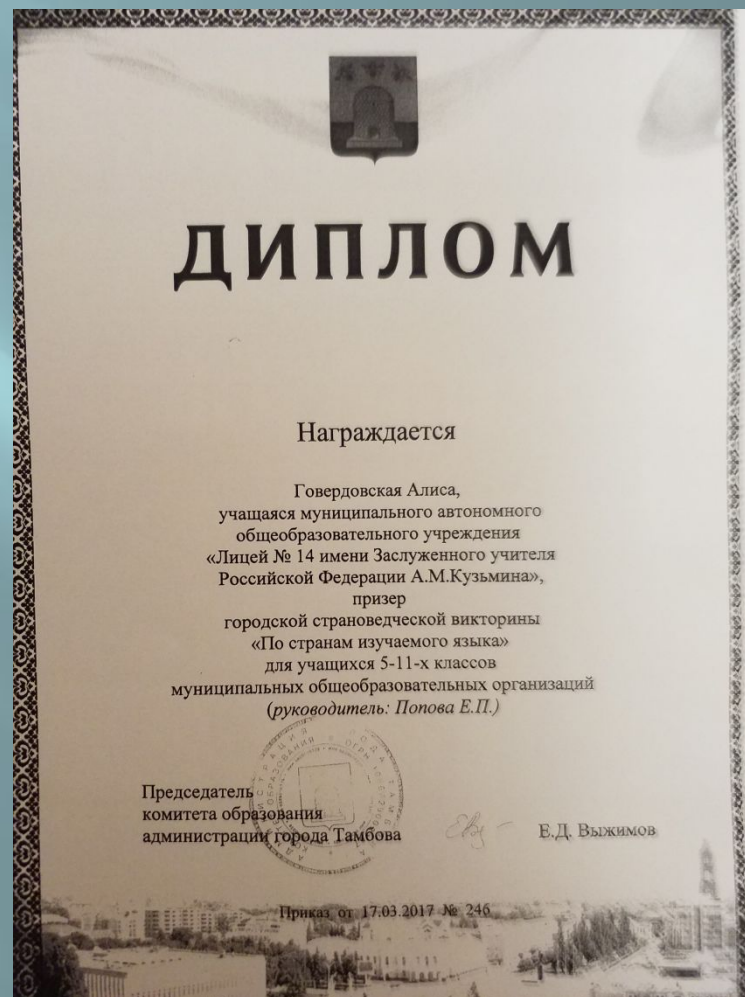 ДИПЛОМ
Награждается
Говердовская Алиса,
учащаяся муниципального автономного
общеобразовательного учреждения
«Лицей № 14 имени Заслуженного учителя
Российской Федерации А.М.Кузьмина»,
призер
городской страноведческой викторины
«По странам изучаемого языка»
для учащихся 5-11-х классов
муниципальных общеобразовательных организаций
(руководитель: Попова Е.П.)
Председатель
комитета образования
администрации города Тамбова
Е.Д. Выжимов
Приказ от 17.03.2017 № 246